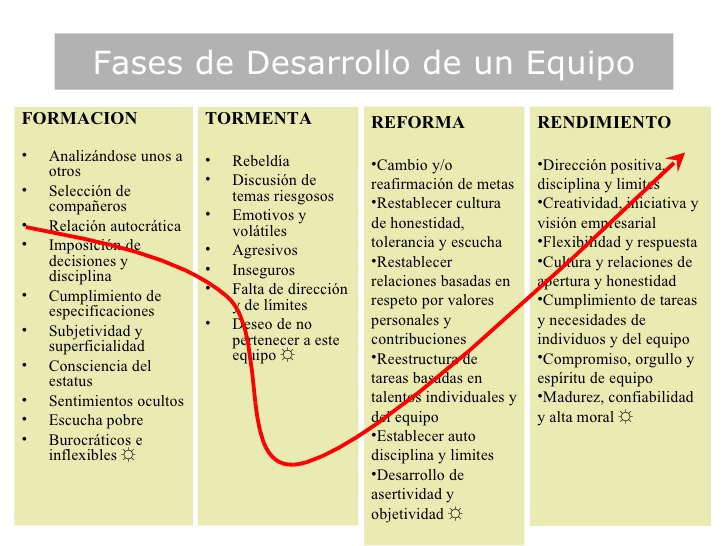 Fases de Desarrollo de un Equipo
FORMACION
• Analizándose unos a
otros
• Selección de
compañeros
• Relación autocrática
• Imposición de
decisiones y
disciplina
• Cumplimiento de
especificaciones
• Subjetividad y
superficialidad
• Consciencia del
estatus
• Sentimientos ocultos
• Escucha pobre
• Burocráticos e
inflexibles ☼
TORMENTA
• Rebeldía
• Discusión de
temas riesgosos
• Emotivos y
volátiles
• Agresivos
• Inseguros
• Falta de dirección
y de límites
• Deseo de no
pertenecer a este
equipo ☼
REFORMA
•Cambio y/o
reafirmación de metas
•Restablecer cultura
de honestidad,
tolerancia y escucha
•Restablecer
relaciones basadas en
respeto por valores
personales y
contribuciones
•Reestructura de
tareas basadas en
talentos individuales y
del equipo
•Establecer auto
disciplina y limites
•Desarrollo de
asertividad y
objetividad ☼
RENDIMIENTO
•Dirección positiva,
disciplina y limites
•Creatividad, iniciativa y
visión empresarial
•Flexibilidad y respuesta
•Cultura y relaciones de
apertura y honestidad
•Cumplimiento de tareas
y necesidades de
individuos y del equipo
•Compromiso, orgullo y
espíritu de equipo
•Madurez, confiabilidad
y alta moral ☼